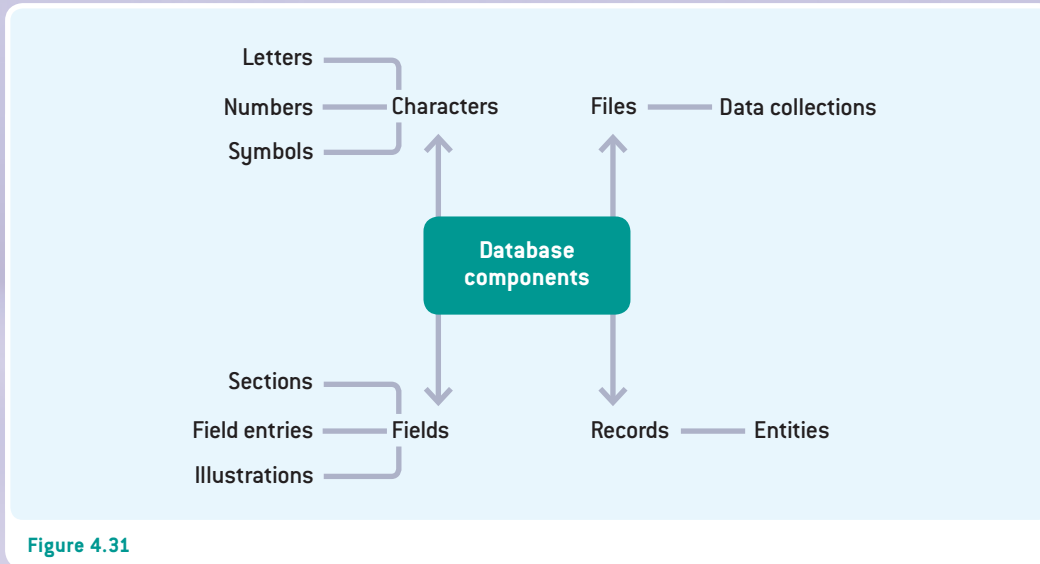 Letters
Numbers
Characters
Symbols
Files
Data collections
Database
components
Sections
Field entries
Fields
Illustrations
Records
Entities
Figure 4.31